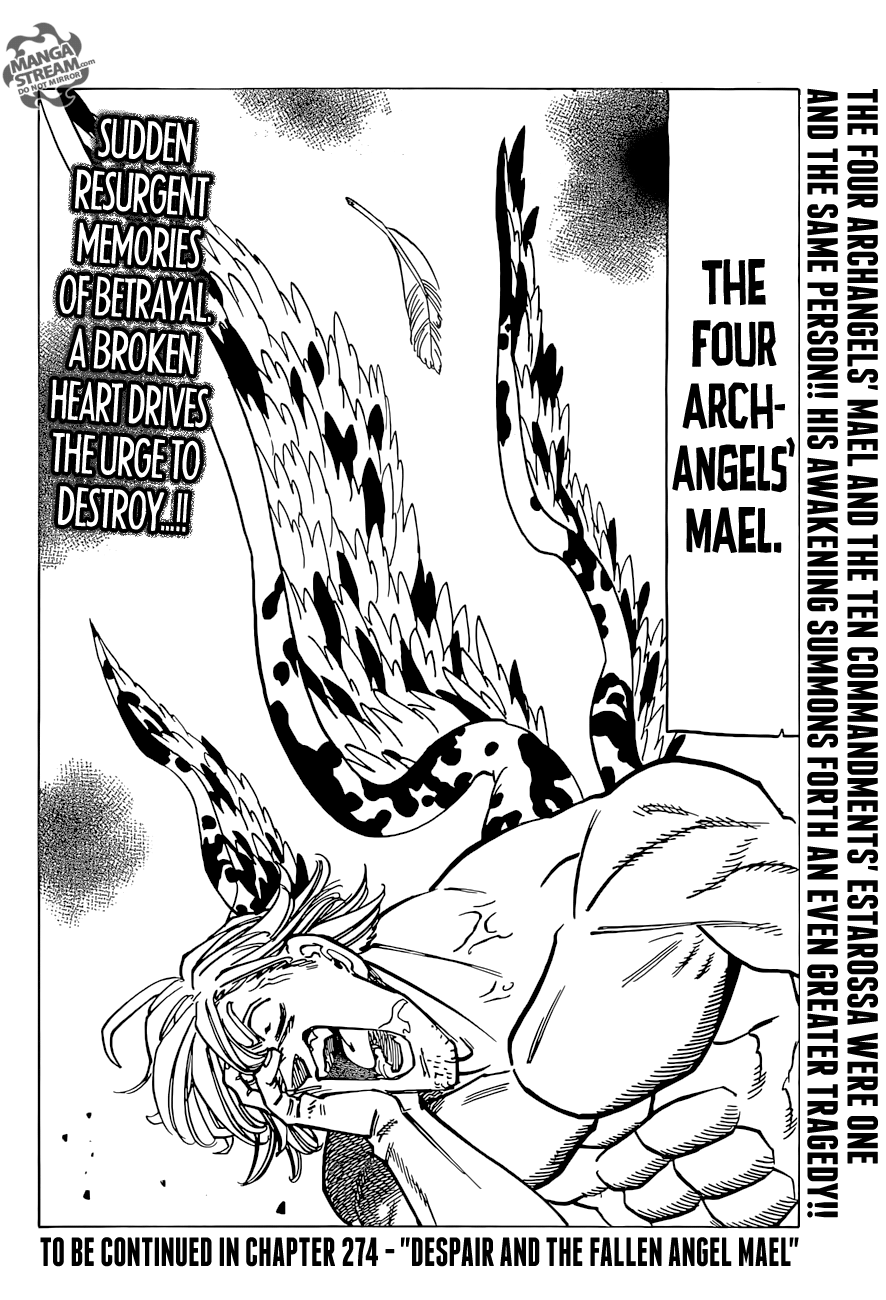 MANGA
STREAM.com
DO NOT MIRROR
THE FOUR ARCHANGELS' MAEL AND THE TEN COMMANDMENTS' ESTAROSSA WERE ONE
AND THE SAME PERSON!! HIS AWAKENING SUMMONS FORTH AN EVEN GREATER TRAGEDY!!
THE
FOUR
ARCH-
ANGELS'
MAEL.
SUDDEN
RESURGENT
MEMORIES
OF BETRAYAL.
A BROKEN
HEART DRIVES
THE URGE TO
DESTROY...!!
TO BE CONTINUED IN CHAPTER 274 - "DESPAIR AND THE FALLEN ANGEL MAEL"